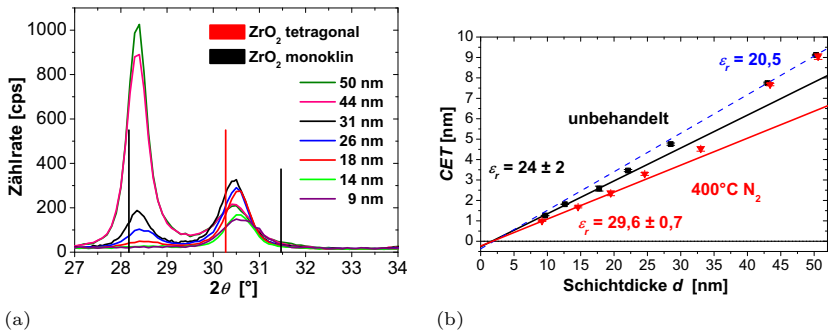 (a)
Zählrate [cps]
1000
800
600
400
200
0
27 28 29 30 31 32 33 34
2θ [°]
ZrO₂ tetragonal
ZrO₂ monoklin
50 nm
44 nm
31 nm
26 nm
18 nm
14 nm
9 nm
(b)
CET [nm]
10
9
8
7
6
5
4
3
2
1
0
0 5 10 15 20 25 30 35 40 45 50
Schichtdicke d [nm]
εr = 20,5
unbehandelt
εr = 24 ± 2
400°C N₂
εr = 29,6 ± 0,7